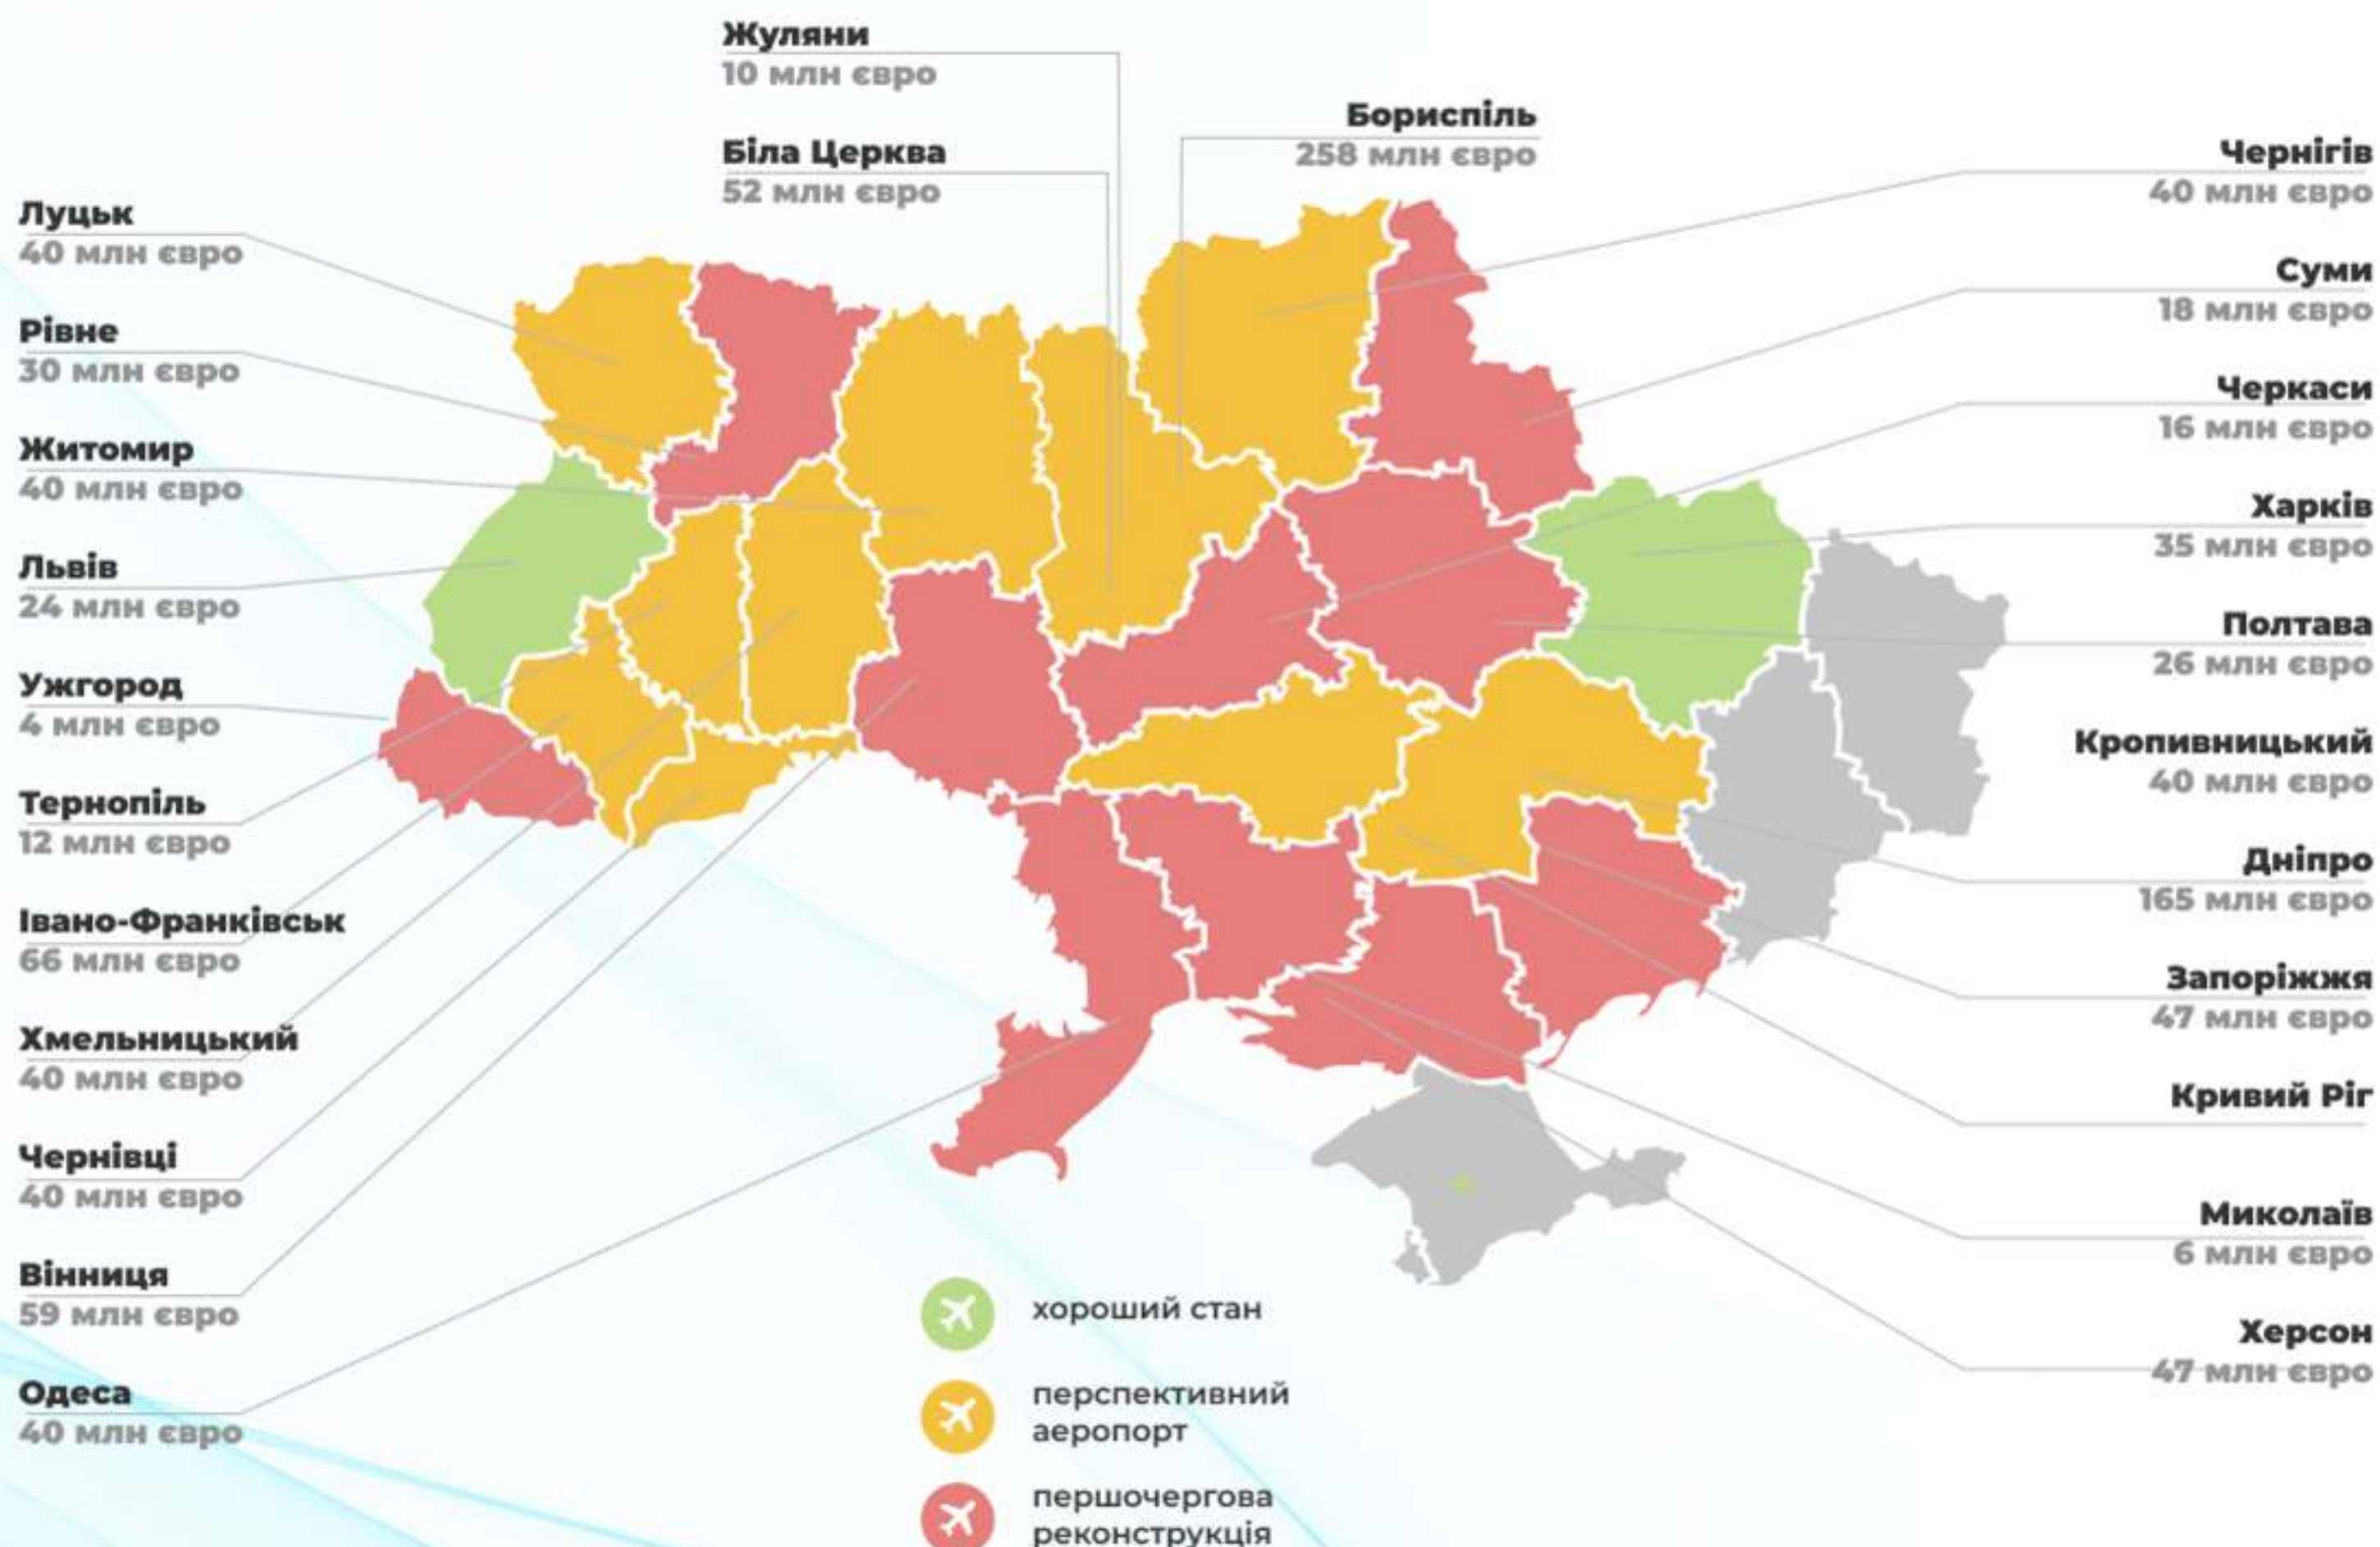 Жуляни
10 млн євро
Біла Церква
52 млн євро
Бориспіль
258 млн євро
Луцьк
40 млн євро
Рівне
30 млн євро
Житомир
40 млн євро
Львів
24 млн євро
Ужгород
4 млн євро
Тернопіль
12 млн євро
Івано-Франківськ
66 млн євро
Хмельницький
40 млн євро
Чернівці
40 млн євро
Вінниця
59 млн євро
Одеса
40 млн євро
Чернігів
40 млн євро
Суми
18 млн євро
Черкаси
16 млн євро
Харків
35 млн євро
Полтава
26 млн євро
Кропивницький
40 млн євро
Дніпро
165 млн євро
Запоріжжя
47 млн євро
Кривий Ріг
Миколаїв
6 млн євро
Херсон
47 млн євро
хороший стан
перспективний
аеропорт
першочергова
реконструкція